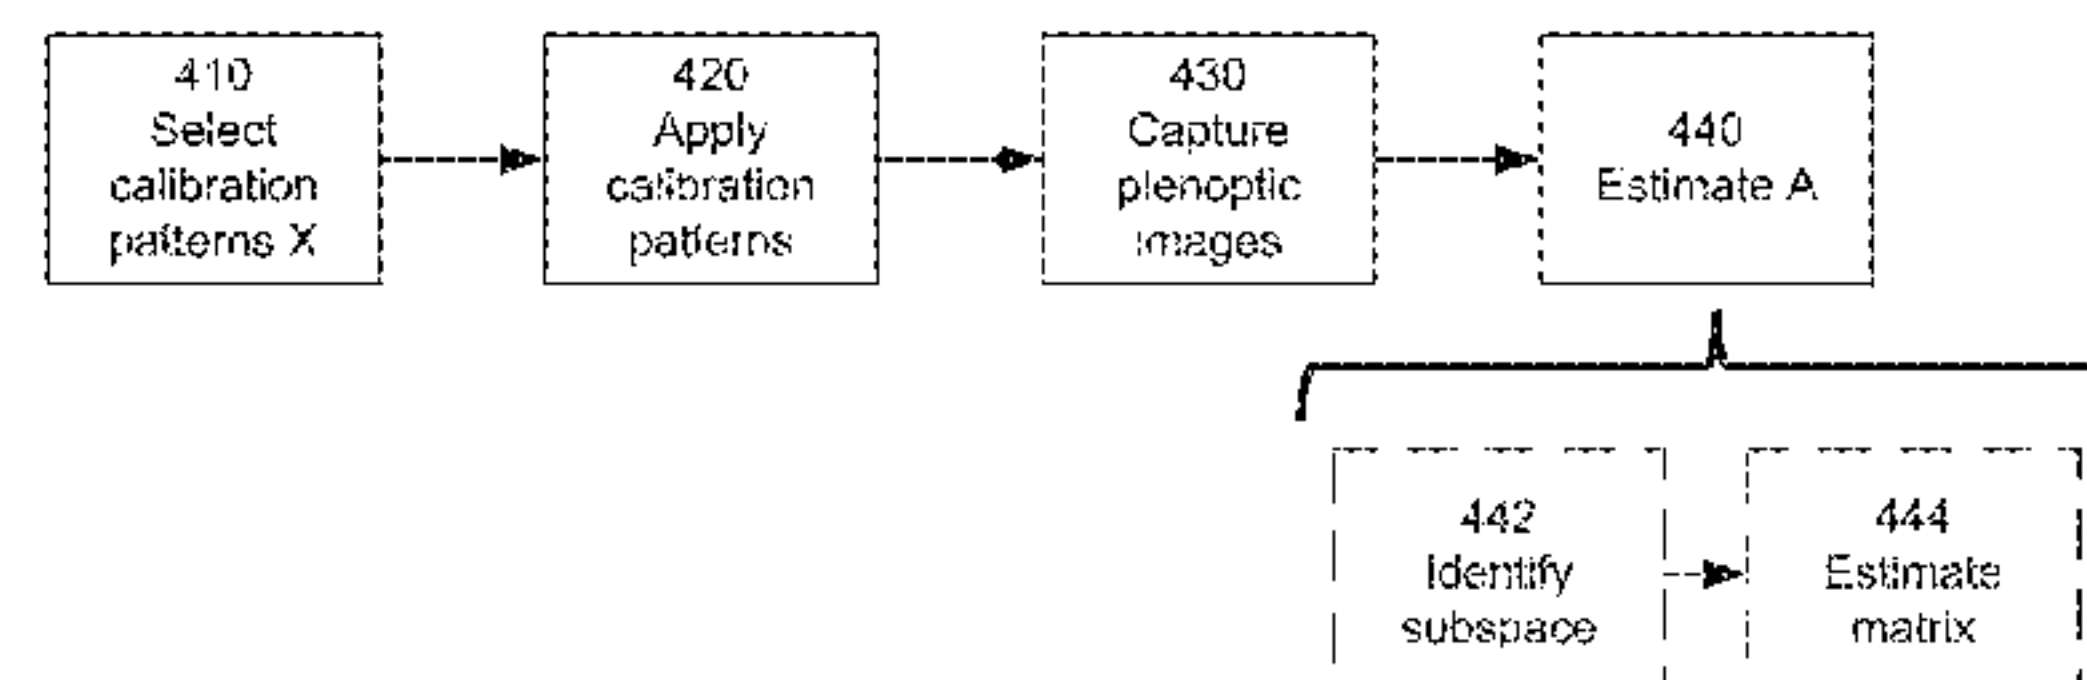 410
Select
calibration
patterns X
420
Apply
calibration
patterns
430
Capture
plenoptic
images
440
Estimate A
442
Identify
subspace
444
Estimate
matrix